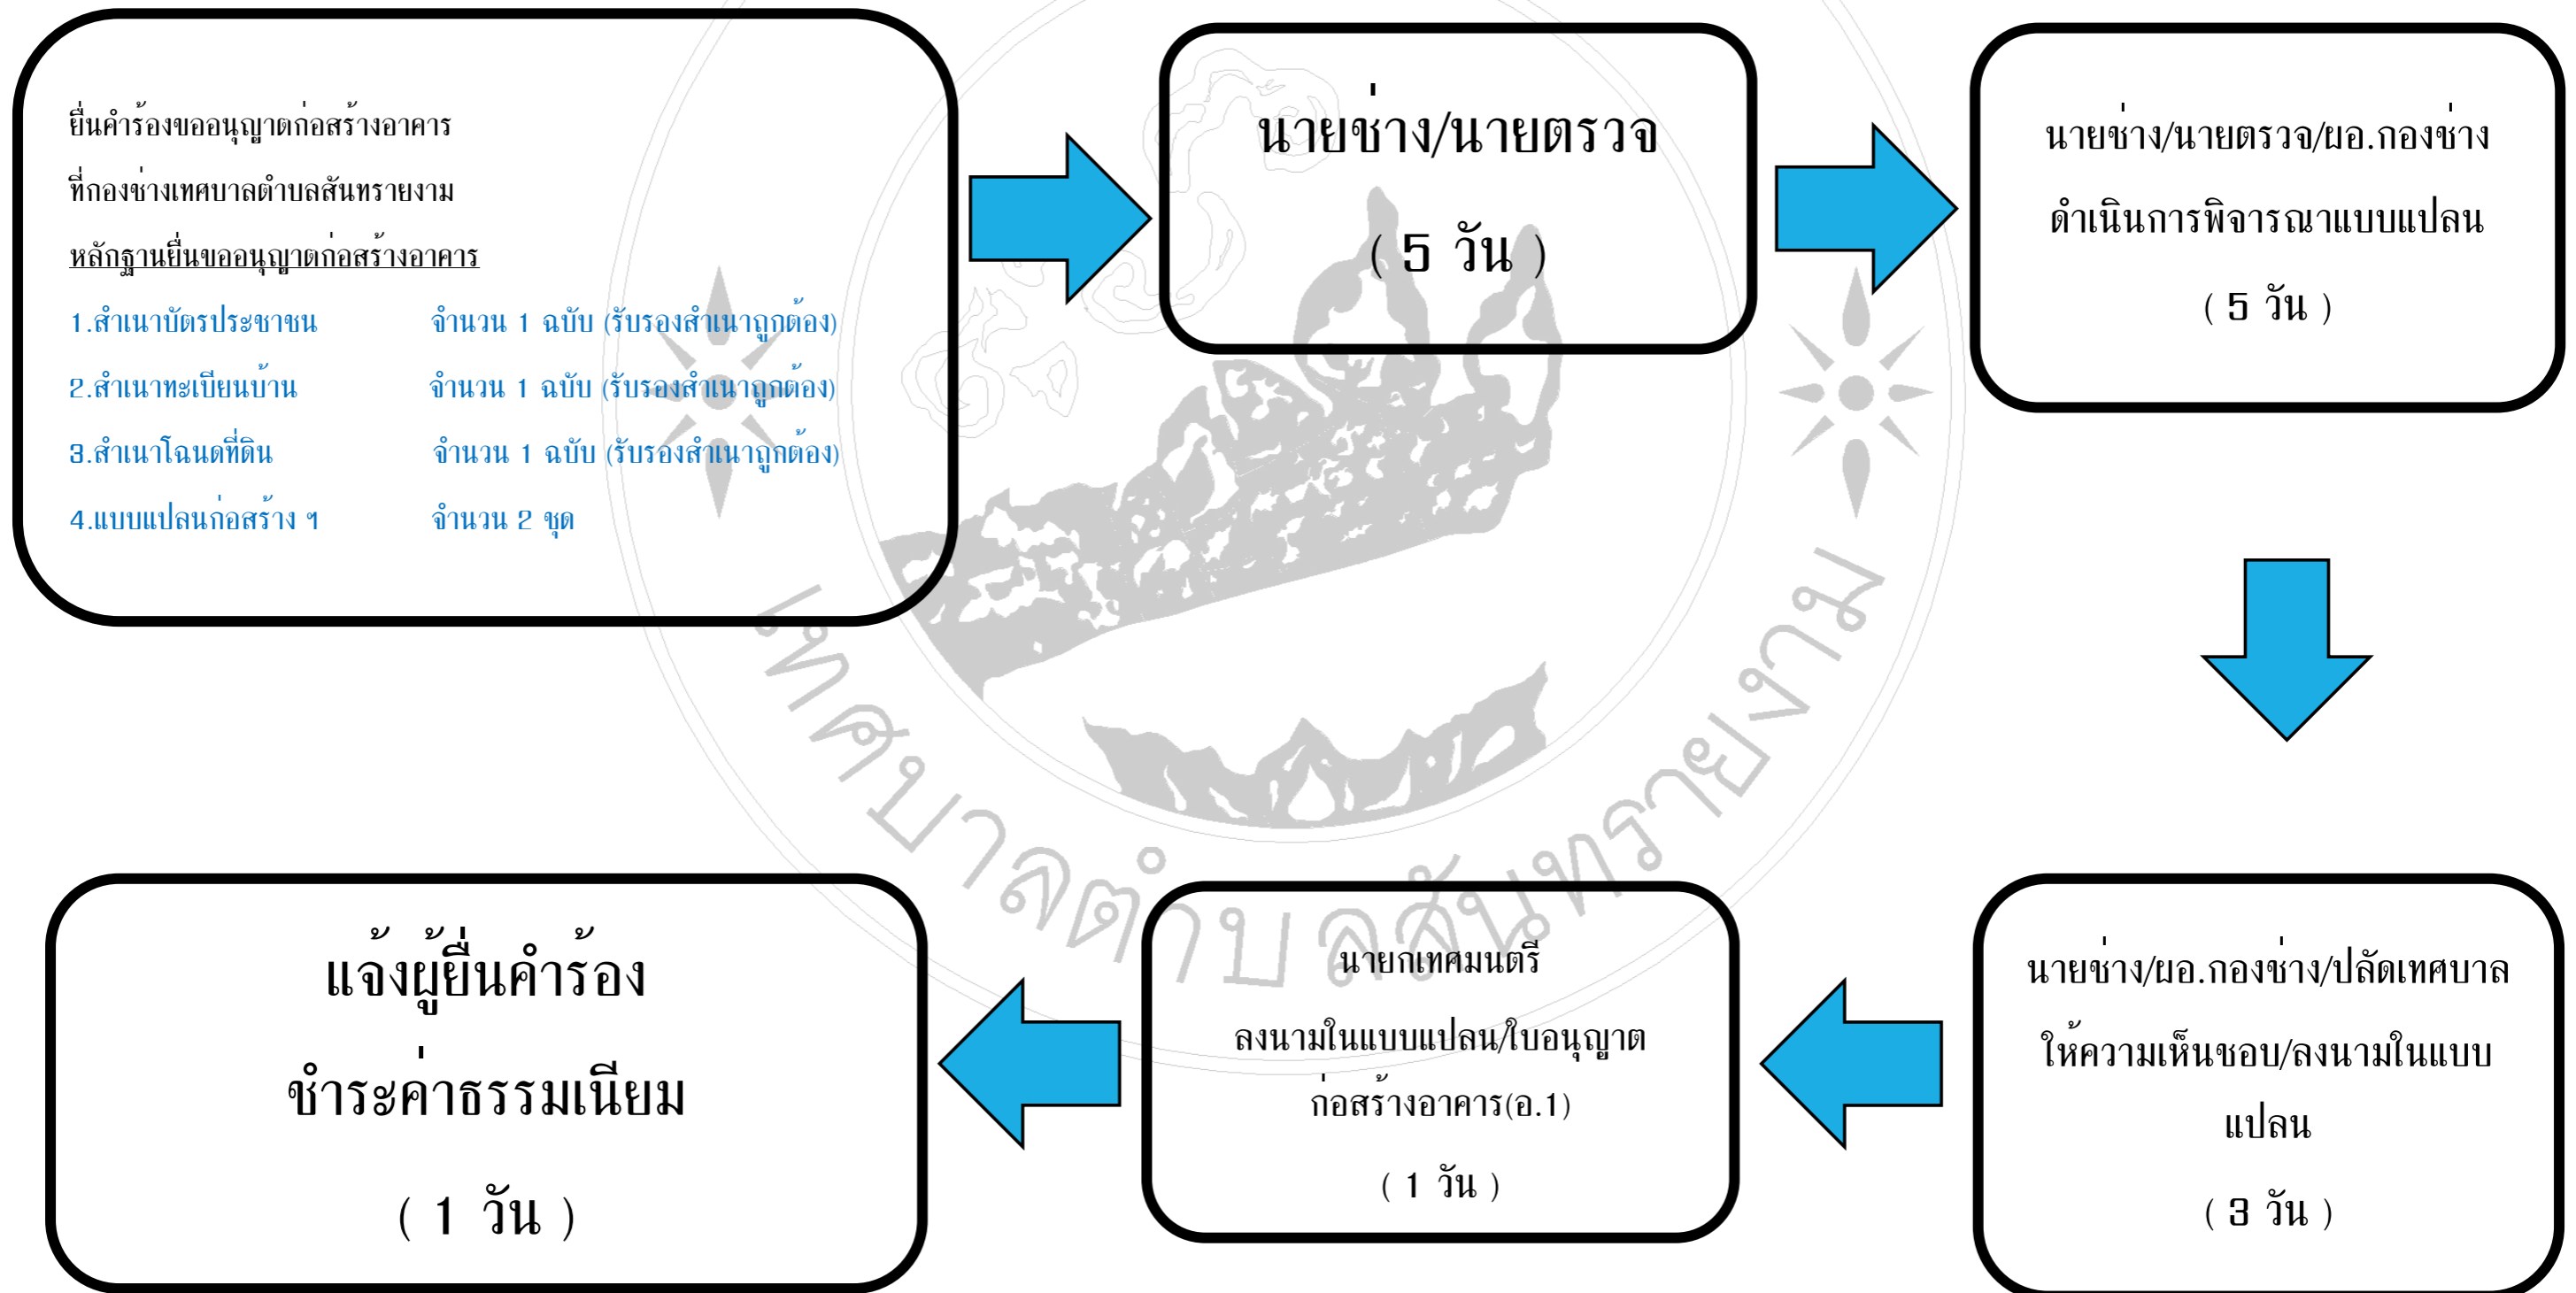 ยื่นคำร้องขออนุญาตก่อสร้างอาคาร
ที่กองช่างเทศบาลตำบลสันทรายงาม
หลักฐานยื่นขออนุญาตก่อสร้างอาคาร
1.สำเนาบัตรประชาชน จำนวน 1 ฉบับ (รับรองสำเนาถูกต้อง)
2.สำเนาทะเบียนบ้าน จำนวน 1 ฉบับ (รับรองสำเนาถูกต้อง)
3.สำเนาโฉนดที่ดิน จำนวน 1 ฉบับ (รับรองสำเนาถูกต้อง)
4.แบบแปลนก่อสร้าง ฯ จำนวน 2 ชุด
นายช่าง/นายตรวจ
( 5 วัน )
นายช่าง/นายตรวจ/ผอ.กองช่าง
ดำเนินการพิจารณาแบบแปลน
( 5 วัน )
นายช่าง/ผอ.กองช่าง/ปลัดเทศบาล
ให้ความเห็นชอบ/ลงนามในแบบ
แปลน
( 3 วัน )
นายกเทศมนตรี
ลงนามในแบบแปลน/ใบอนุญาต
ก่อสร้างอาคาร(อ.1)
( 1 วัน )
แจ้งผู้ยื่นคำร้อง
ชำระค่าธรรมเนียม
( 1 วัน )
เทศบาลตำบลสันทรายงาม